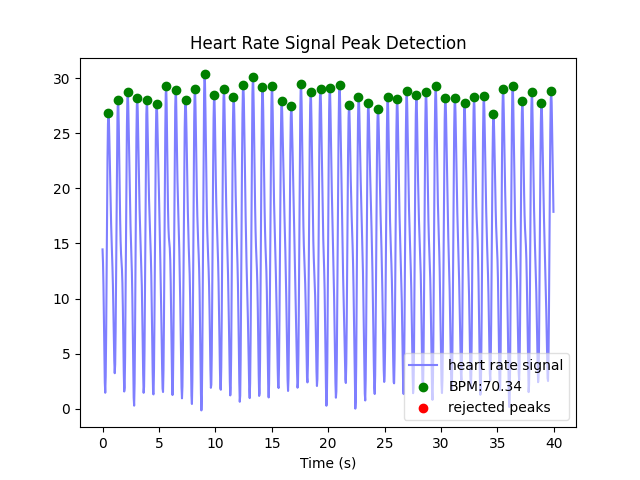 Heart Rate Signal Peak Detection
30
25
20
15
10
5
0
heart rate signal
BPM:70.34
rejected peaks
0 5 10 15 20 25 30 35 40
Time (s)